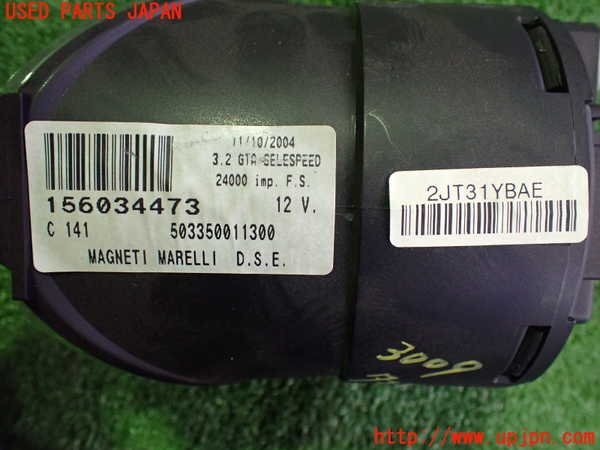 USED PARTS JAPAN
11/10/2004
3.2 GTA SELESPEED
24000 imp. F.S.
156034473 12 V.
C 141 503350011300
MAGNETI MARELLI D.S.E.
2JT31YBAE
3009
http://www.upjpn.com/